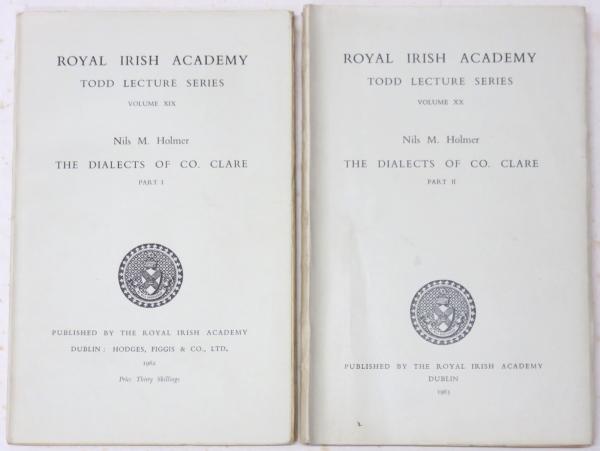 ROYAL IRISH ACADEMY
TODD LECTURE SERIES
VOLUME XIX
Nils M. Holmer
THE DIALECTS OF CO. CLARE
PART I
PUBLISHED BY THE ROYAL IRISH ACADEMY
DUBLIN: HODGES, FIGGIS & CO., LTD.
1962
Price Thirty Shillings
ROYAL IRISH ACADEMY
TODD LECTURE SERIES
VOLUME XX
Nils M. Holmer
THE DIALECTS OF CO. CLARE
PART II
PUBLISHED BY THE ROYAL IRISH ACADEMY
DUBLIN
1965